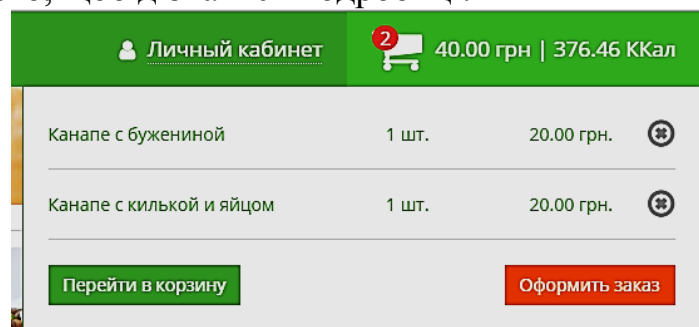 Личный кабинет
2
40.00 грн | 376.46 ККал
Канапе с бужениной 1 шт. 20.00 грн.
Канапе с килькой и яйцом 1 шт. 20.00 грн.
Перейти в корзину Оформить заказ